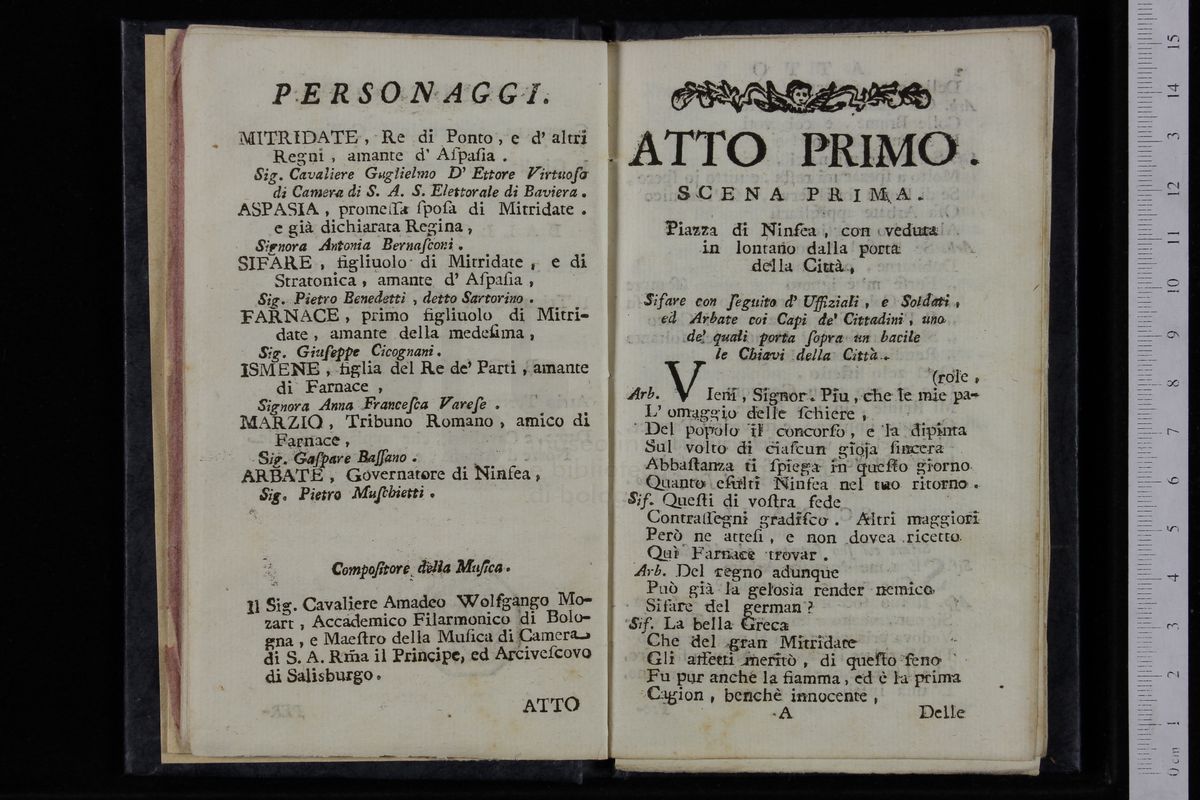 PERSONAGGI.
MITRIDATE, Re di Ponto, e d' altri
Regni, amante d' Aſpaſia.
Sig. Cavaliere Guglielmo D' Ettore Virtuoſo
di Camera di S. A. S. Elettorale di Baviera.
ASPASIA, promeſſa ſpoſa di Mitridate.
e già dichiarata Regina,
Signora Antonia Bernaſconi.
SIFARE, figliuolo di Mitridate, e di
Stratonica, amante d' Aſpaſia,
Sig. Pietro Benedetti, detto Sartorino.
FARNACE, primo figliuolo di Mitri-
date, amante della medeſima,
Sig. Giuſeppe Cicognani.
ISMENE, figlia del Re de' Parti, amante
di Farnace,
Signora Anna Franceſca Vareſe.
MARZIO, Tribuno Romano, amico di
Farnace,
Sig. Gaſpare Baſſano.
ARBATE, Governatore di Ninfea,
Sig. Pietro Muſchietti.
Compoſitore della Muſica.
Il Sig. Cavaliere Amadeo Wolfgango Mo-
zart, Accademico Filarmonico di Bolo-
gna, e Maeſtro della Muſica di Camera
di S. A. Rm̃a il Principe, ed Arciveſcovo
di Salisburgo.
ATTO
ATTO PRIMO.
SCENA PRIMA.
Piazza di Ninfea, con veduta
in lontano dalla porta
della Città,
Sifare con ſeguito d' Uffiziali, e Soldati,
ed Arbate coi Capi de' Cittadini, uno
de' quali porta ſopra un bacile
le Chiavi della Città.
(role,
Arb. VIeni, Signor. Più, che le mie pa-
L' omaggio delle ſchiere,
Del popolo il concorſo, e la dipinta
Sul volto di ciaſcun gioja ſincera
Abbaſtanza ti ſpiega in queſto giorno
Quanto eſulti Ninfea nel tuo ritorno.
Sif. Queſti di voſtra fede
Contraſſegni gradiſco. Altri maggiori
Però ne atteſi, e non dovea ricetto
Quì Farnace trovar.
Arb. Del regno adunque
Può già la geloſia render nemico
Sifare del german?
Sif. La bella Greca
Che del gran Mitridate
Gli affetti meritò, di queſto ſeno
Fu pur anche la fiamma, ed è la prima
Cagion, benchè innocente,
A
Delle